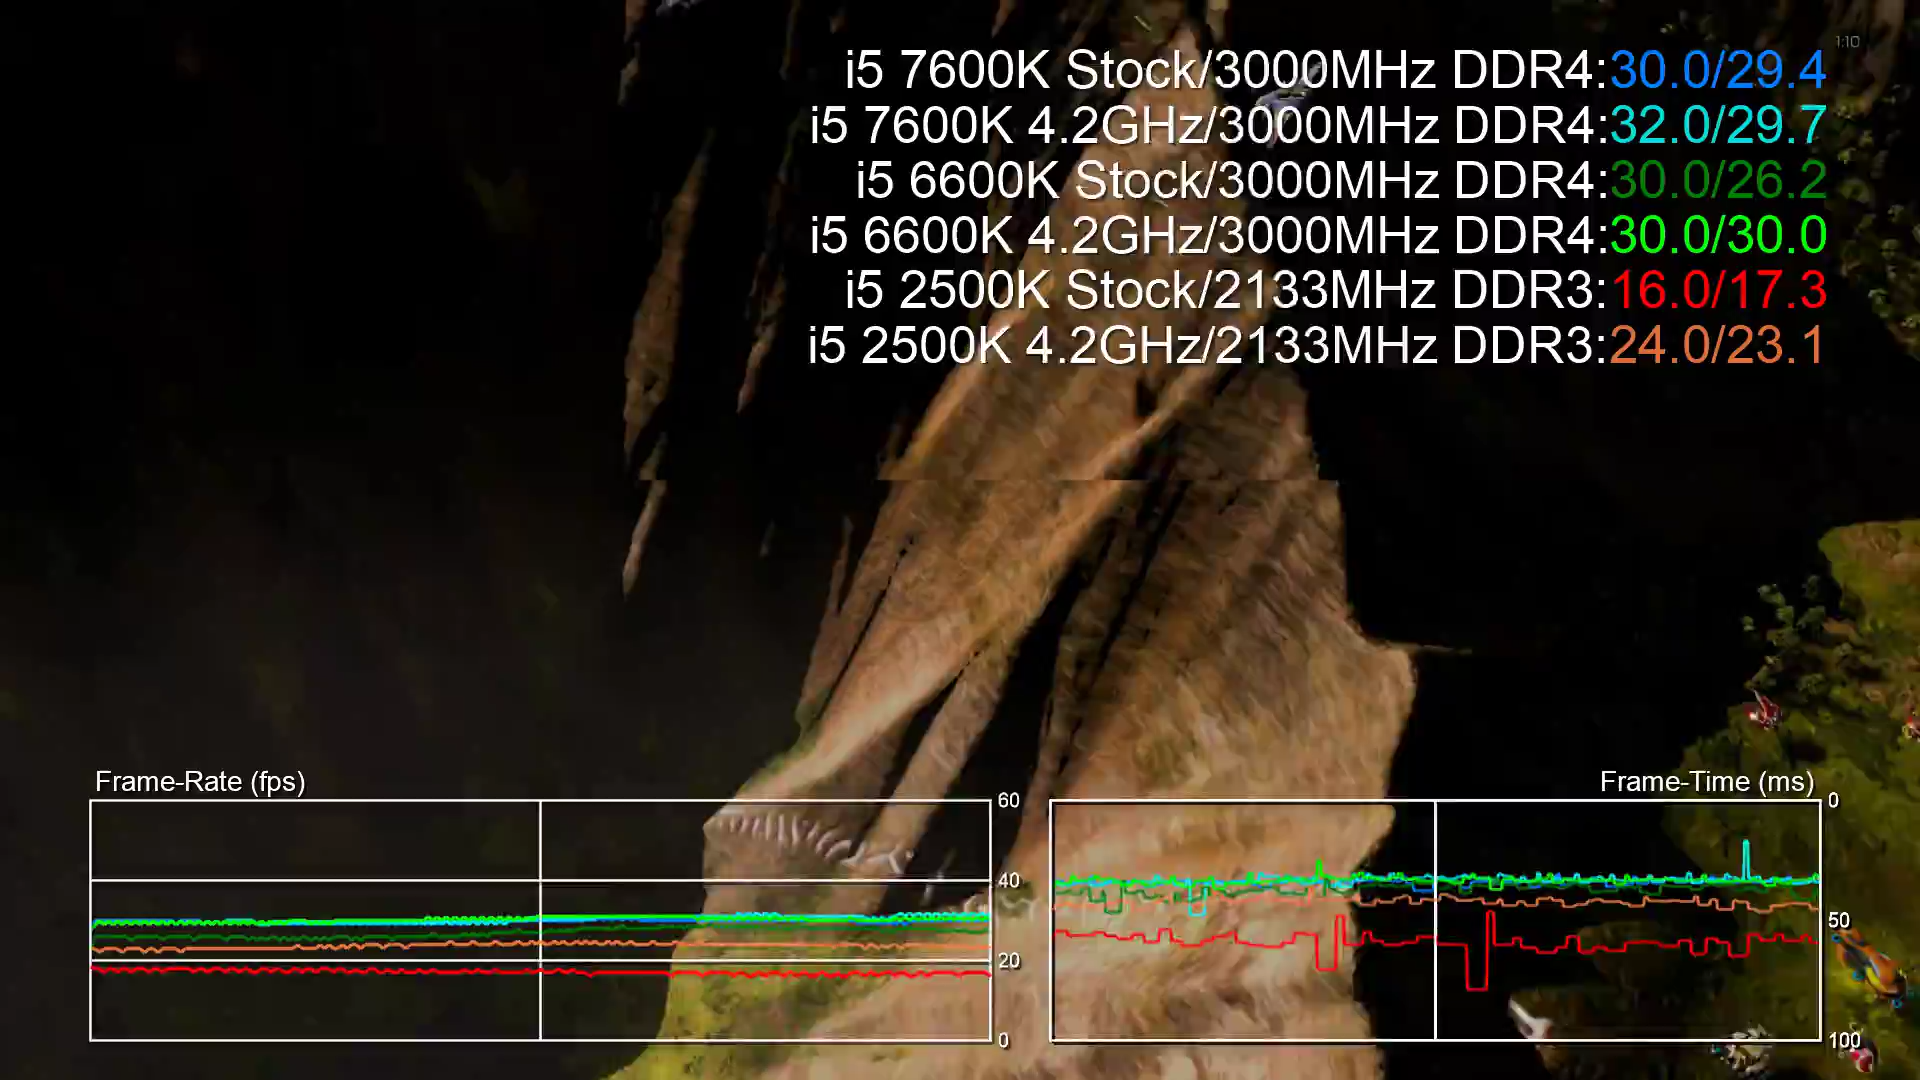 1:10
i5 7600K Stock/3000MHz DDR4:30.0/29.4
i5 7600K 4.2GHz/3000MHz DDR4:32.0/29.7
i5 6600K Stock/3000MHz DDR4:30.0/26.2
i5 6600K 4.2GHz/3000MHz DDR4:30.0/30.0
i5 2500K Stock/2133MHz DDR3:16.0/17.3
i5 2500K 4.2GHz/2133MHz DDR3:24.0/23.1
Frame-Rate (fps)
60
40
20
0
Frame-Time (ms)
0
50
100